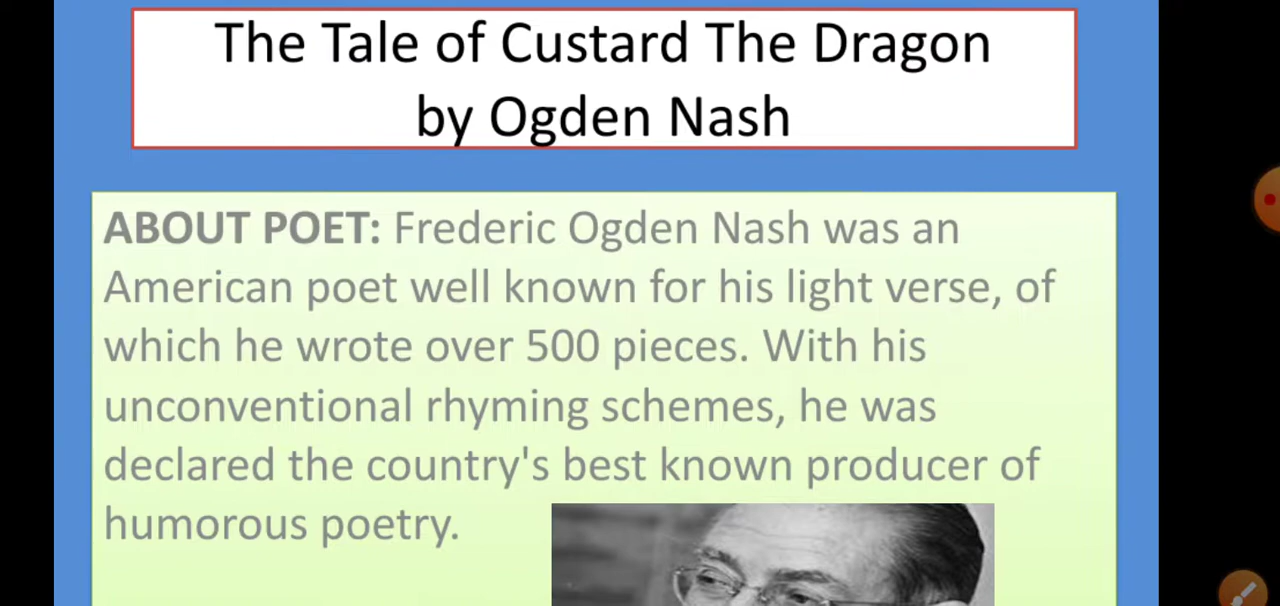 The Tale of Custard The Dragon
by Ogden Nash
ABOUT POET: Frederic Ogden Nash was an
American poet well known for his light verse, of
which he wrote over 500 pieces. With his
unconventional rhyming schemes, he was
declared the country's best known producer of
humorous poetry.